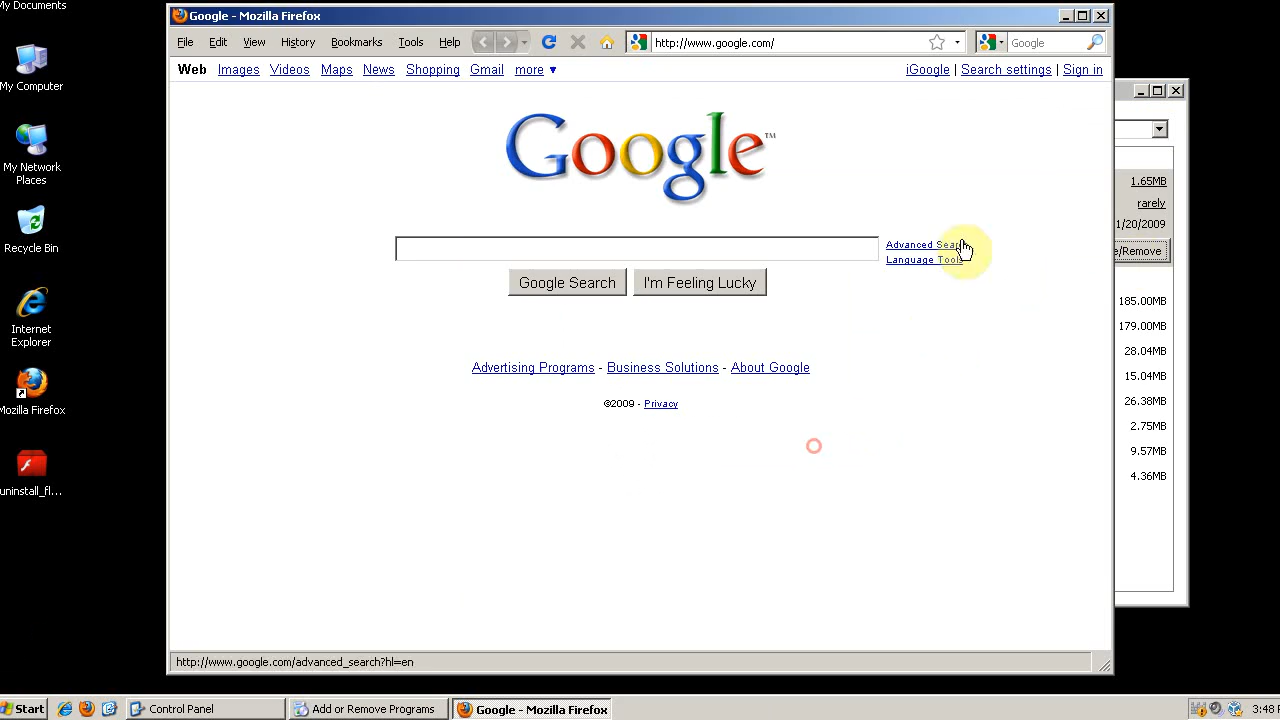 My Documents
My Computer
My Network
Places
Recycle Bin
Internet
Explorer
Mozilla Firefox
uninstall_fl...
Google - Mozilla Firefox
File Edit View History Bookmarks Help
http://www.google.com/
Google
Web Images Videos Maps News Shopping Gmail more ▼
iGoogle | Search settings | Sign in
Google™
Advanced
Language Tools
Google Search
I'm Feeling Lucky
Advertising Programs - Business Solutions - About Google
©2009 - Privacy
http://www.google.com/advanced_search?hl=en
1.65MB
rarely
1/20/2009
e/Remove
185.00MB
179.00MB
28.04MB
15.04MB
26.38MB
2.75MB
9.57MB
4.36MB
Start
Control Panel
Add or Remove Programs
Google - Mozilla Firefox
3:48